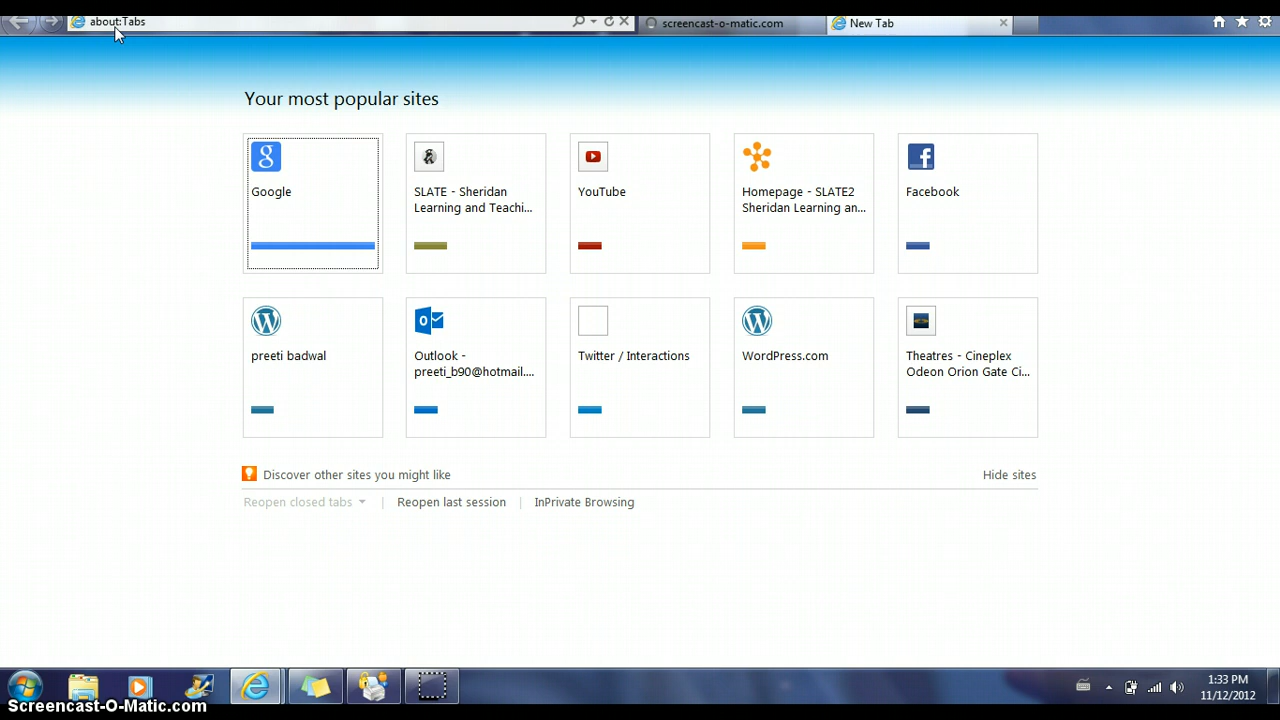 about:Tabs
screencast-o-matic.com
New Tab
Your most popular sites
g
Google
SLATE - Sheridan
Learning and Teachi...
YouTube
Homepage - SLATE2
Sheridan Learning an...
f
Facebook
W
preeti badwal
o
Outlook -
preeti_b90@hotmail....
Twitter / Interactions
W
WordPress.com
Theatres - Cineplex
Odeon Orion Gate Ci...
Discover other sites you might like
Hide sites
Reopen closed tabs
Reopen last session
InPrivate Browsing
1:33 PM
11/12/2012
Screencast-O-Matic.com